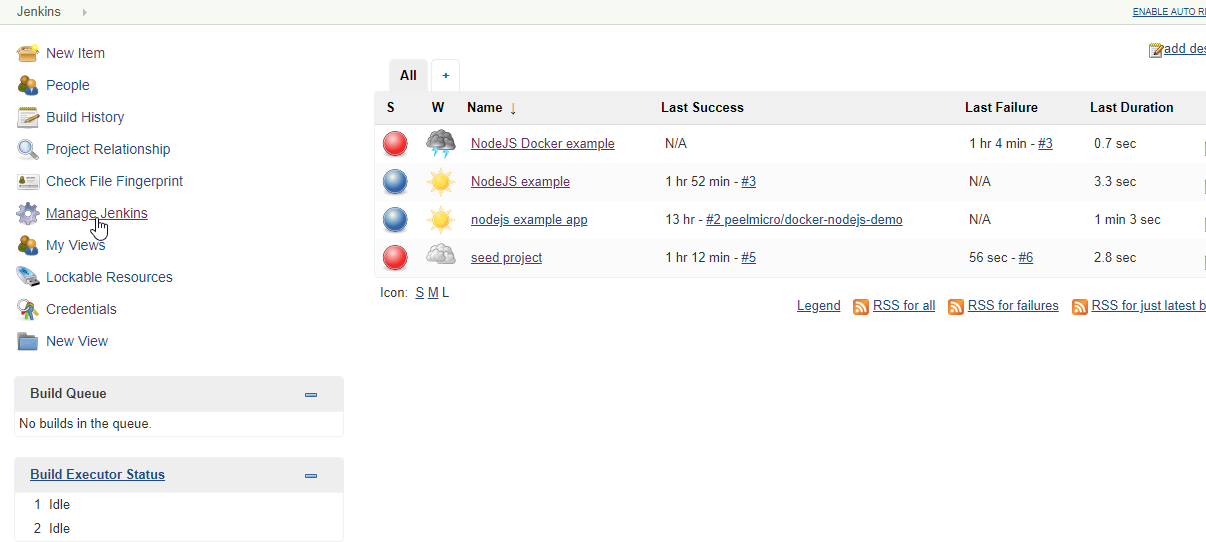 Jenkins
ENABLE AUTO R
New Item
People
Build History
Project Relationship
Check File Fingerprint
Manage Jenkins
My Views
Lockable Resources
Credentials
New View
Build Queue
No builds in the queue.
Build Executor Status
1 Idle
2 Idle
add des
All +
S W Name ↓ Last Success Last Failure Last Duration
NodeJS Docker example N/A 1 hr 4 min - #3 0.7 sec
NodeJS example 1 hr 52 min - #3 N/A 3.3 sec
nodejs example app 13 hr - #2 peelmicro/docker-nodejs-demo N/A 1 min 3 sec
seed project 1 hr 12 min - #5 56 sec - #6 2.8 sec
Icon: S M L
Legend RSS for all RSS for failures RSS for just latest b